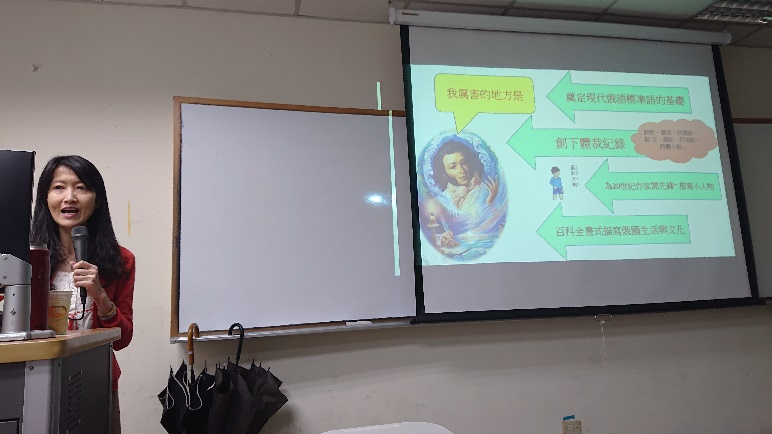 我厲害的地方是
奠定現代俄語標準語的基礎
創下體裁紀錄
為20世紀作家開先鋒~ 描寫小人物
百科全書式描寫俄國生活與文化